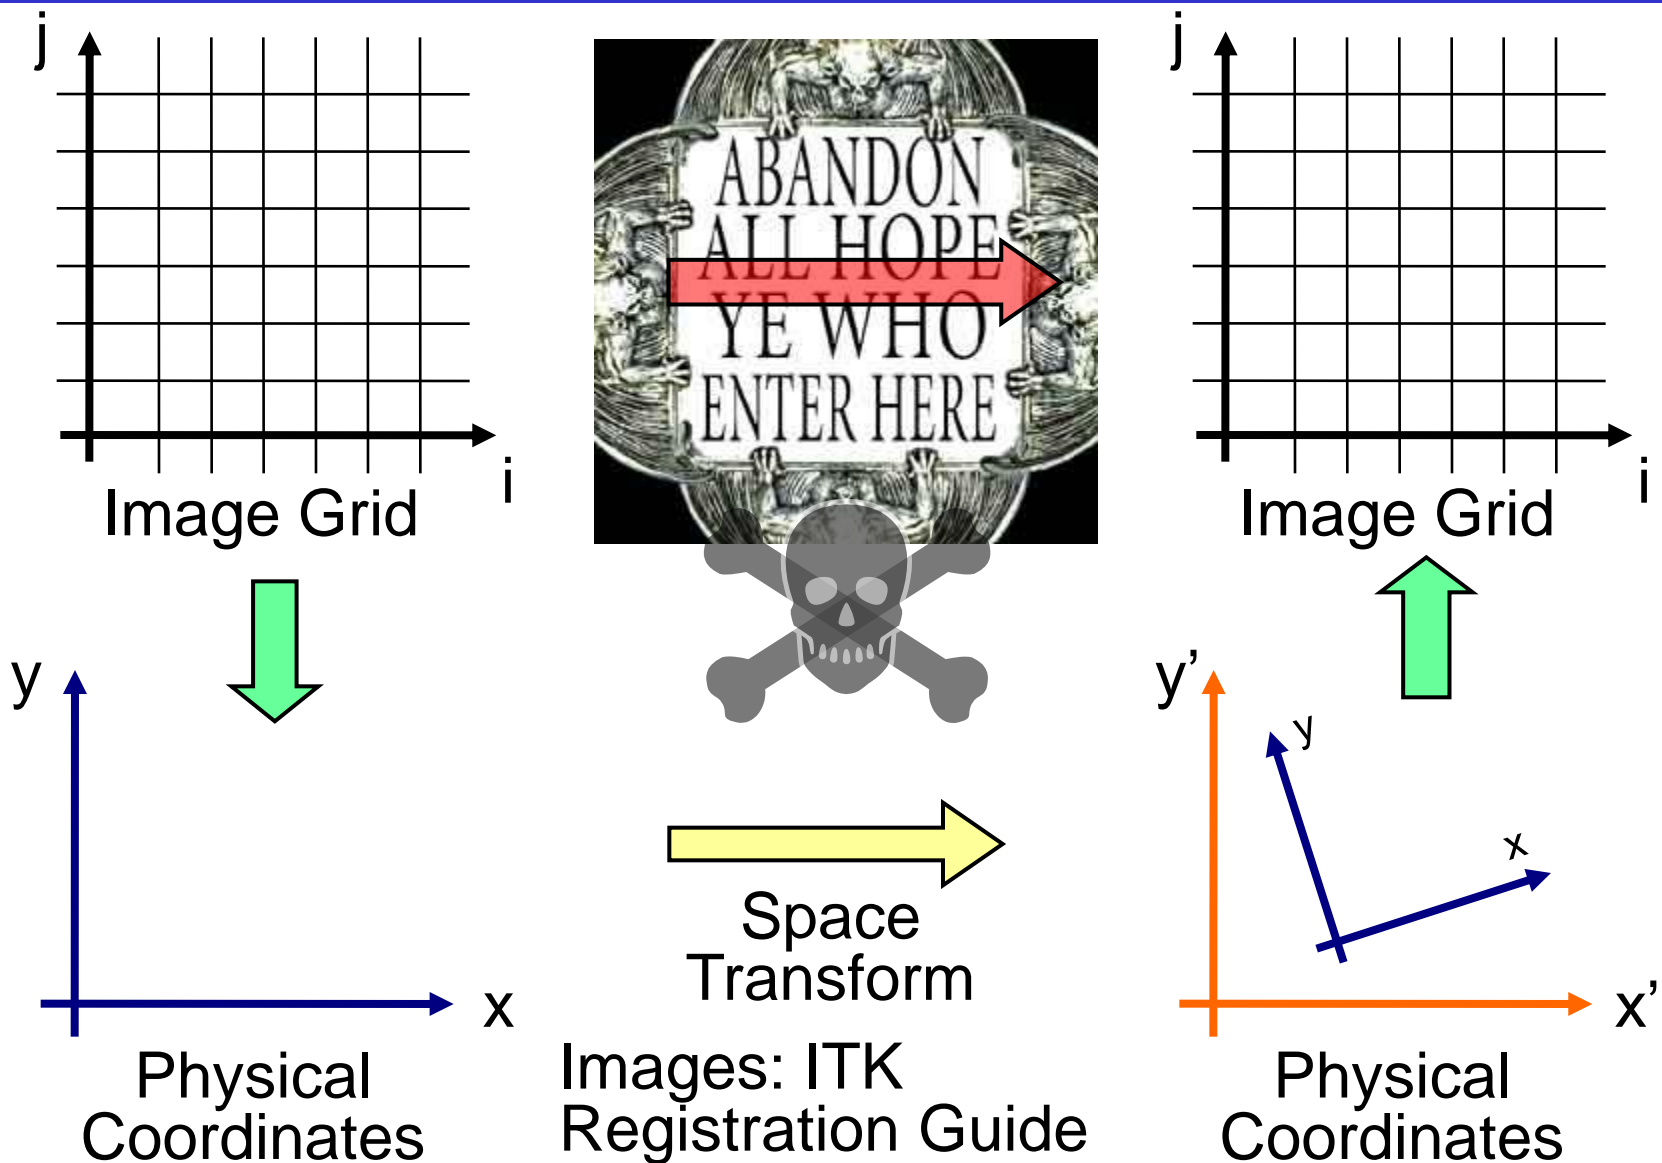 j
i
Image Grid
ABANDON
ALL HOPE
YE WHO
ENTER HERE
j
i
Image Grid
y
x
Physical
Coordinates
Space
Transform
Images: ITK
Registration Guide
y’
y
x
x’
Physical
Coordinates